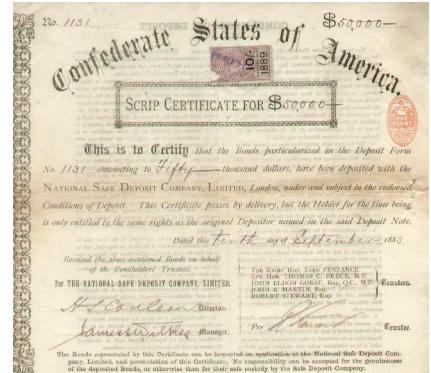 No. 1131
$50,000—
Confederate States of America.
10/-
1889
SCRIP CERTIFICATE FOR $50,000—
This is to Certify that the Bonds particularized in the Deposit Form
No. 1131 amounting to Fifty thousand dollars, have been deposited with the
NATIONAL SAFE DEPOSIT COMPANY, LIMITED, London, under and subject to the endorsed
Conditions of Deposit. This Certificate passes by delivery, but the Holder for the time being
is only entitled to the same rights as the original Depositor named in the said Deposit Note.
Dated this tenth day of September 1883
Received the above mentioned Bonds on behalf
of the Bondholders' Trustees.
For THE NATIONAL SAFE DEPOSIT COMPANY, LIMITED.
Director.
Manager.
THE RIGHT HON. LORD PENZANCE
THE HON. THOMAS C. BRUCE, M.P.
JOHN ELDON GORST, Esq., Q.C., M.P.
JOHN B. MARTIN, Esq.
ROBERT STEWART, Esq.
Trustees.
Per
Trustee.
The Bonds represented by this Certificate can be inspected on application at the National Safe Deposit Com-
pany, Limited, and presentation of this Certificate. No responsibility can be accepted for the genuineness
of the deposited Bonds, or otherwise than for their safe custody by the Safe Deposit Company.